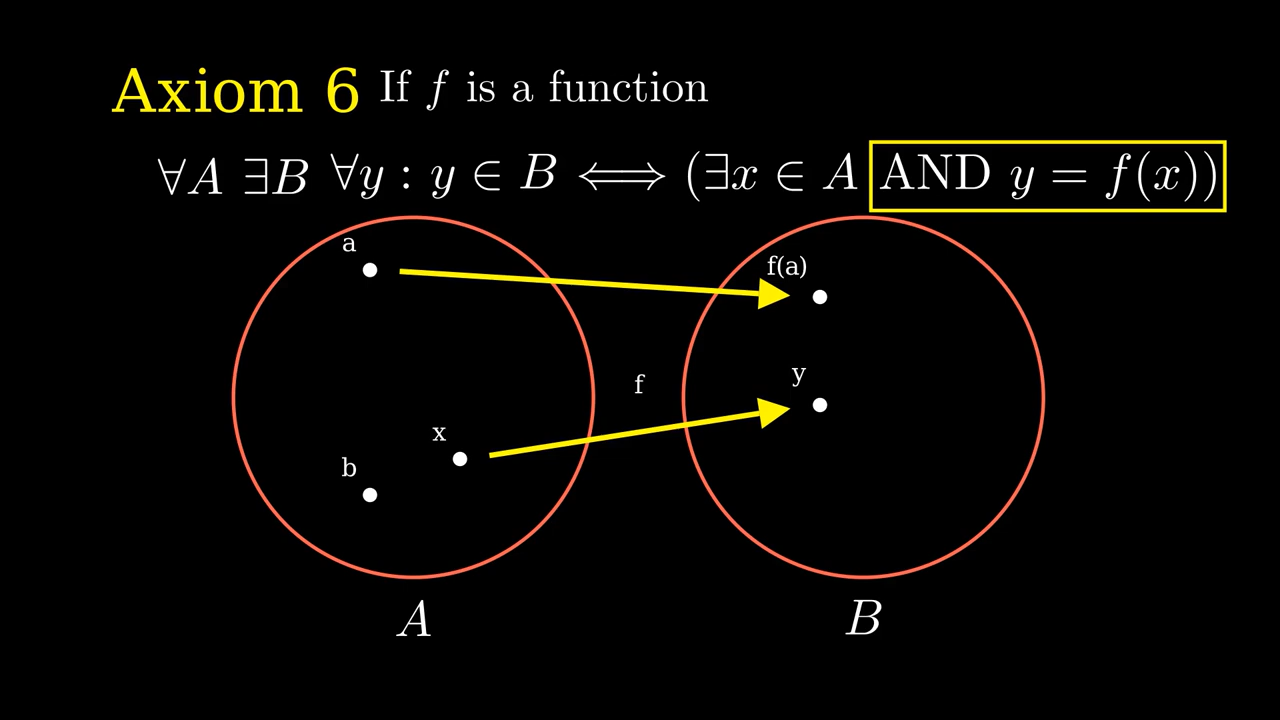 Axiom 6 If f is a function
∀A ∃B ∀y : y ∈ B ⟺ (∃x ∈ A AND y = f(x))
a
f(a)
y
f
x
b
A B